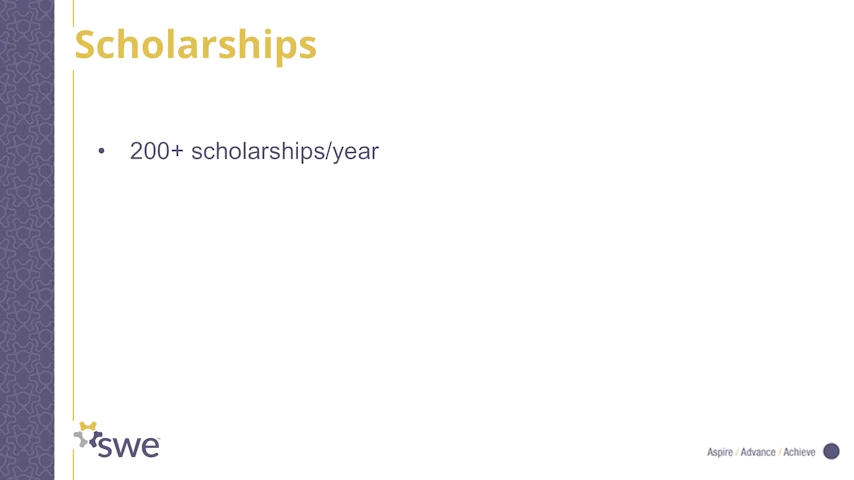 Scholarships
• 200+ scholarships/year
swe
Aspire / Advance / Achieve